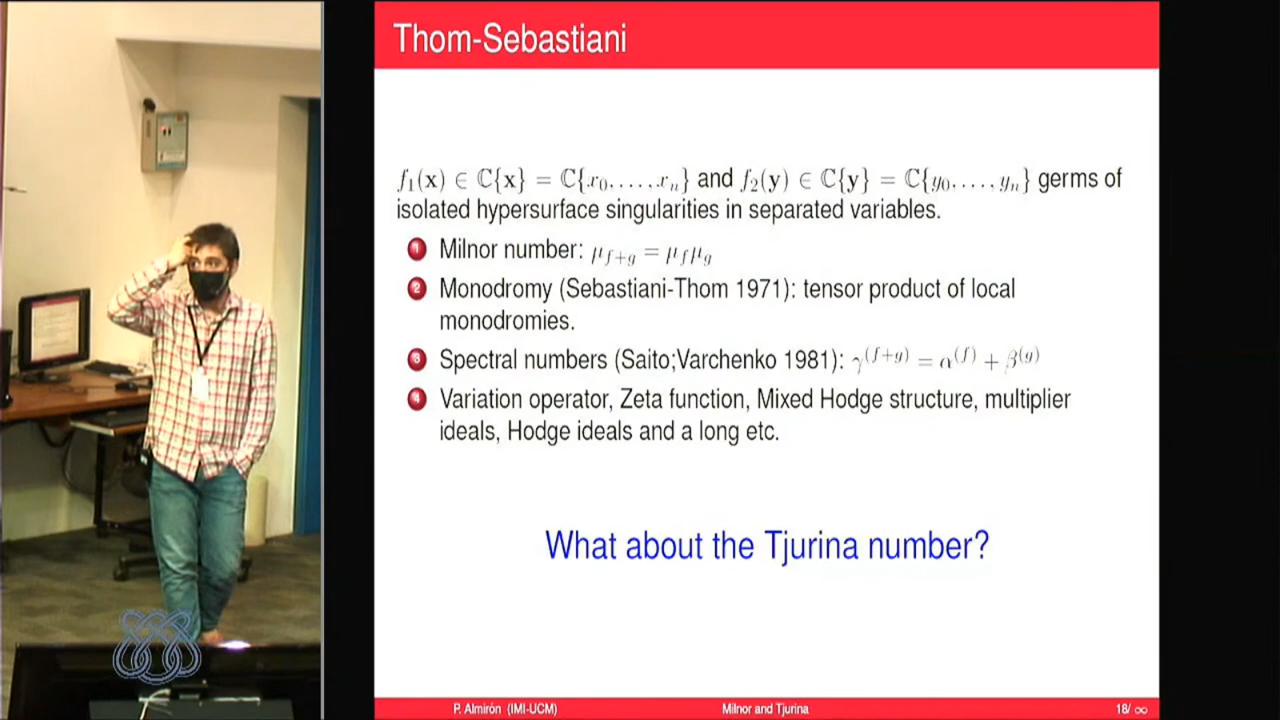 Thom-Sebastiani
f₁(x) ∈ ℂ{x} = ℂ{x₀, . . . , xₙ} and f₂(y) ∈ ℂ{y} = ℂ{y₀, . . . , yₙ} germs of
isolated hypersurface singularities in separated variables.
1 Milnor number: μ_{f+g} = μ_f μ_g
2 Monodromy (Sebastiani-Thom 1971): tensor product of local
monodromies.
3 Spectral numbers (Saito;Varchenko 1981): γ^{(f+g)} = α^{(f)} + β^{(g)}
4 Variation operator, Zeta function, Mixed Hodge structure, multiplier
ideals, Hodge ideals and a long etc.
What about the Tjurina number?
P. Almirón (IMI-UCM) Milnor and Tjurina 18/ ∞